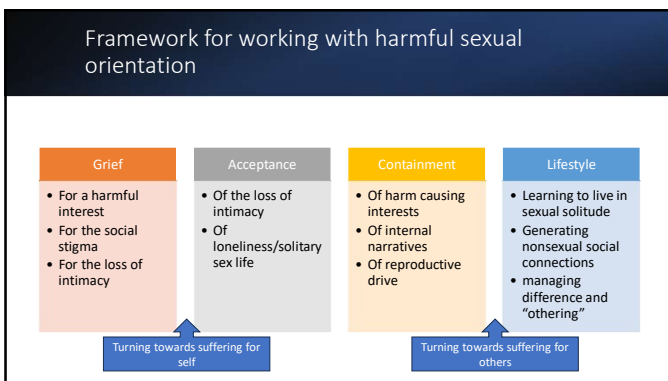 Framework for working with harmful sexual
orientation
Grief
• For a harmful
interest
• For the social
stigma
• For the loss of
intimacy
Acceptance
• Of the loss of
intimacy
• Of
loneliness/solitary
sex life
Containment
• Of harm causing
interests
• Of internal
narratives
• Of reproductive
drive
Lifestyle
• Learning to live in
sexual solitude
• Generating
nonsexual social
connections
• managing
difference and
“othering”
Turning towards suffering for
self
Turning towards suffering for
others